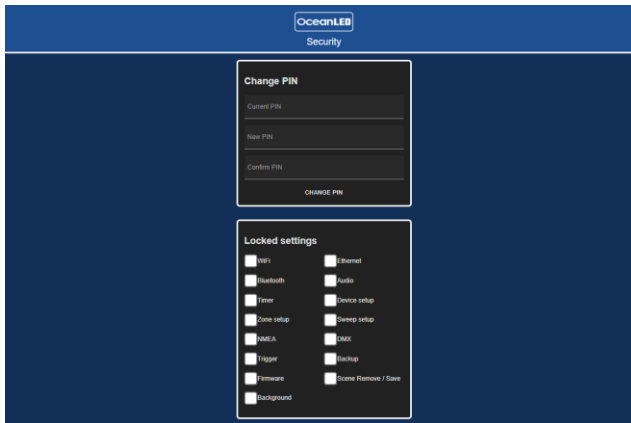 OceanLED
Security
Change PIN
Current PIN
New PIN
Confirm PIN
CHANGE PIN
Locked settings
WiFi
Ethernet
Bluetooth
Audio
Timer
Device setup
Zone setup
Sweep setup
NMEA
DMX
Trigger
Backup
Firmware
Scene Remove / Save
Background